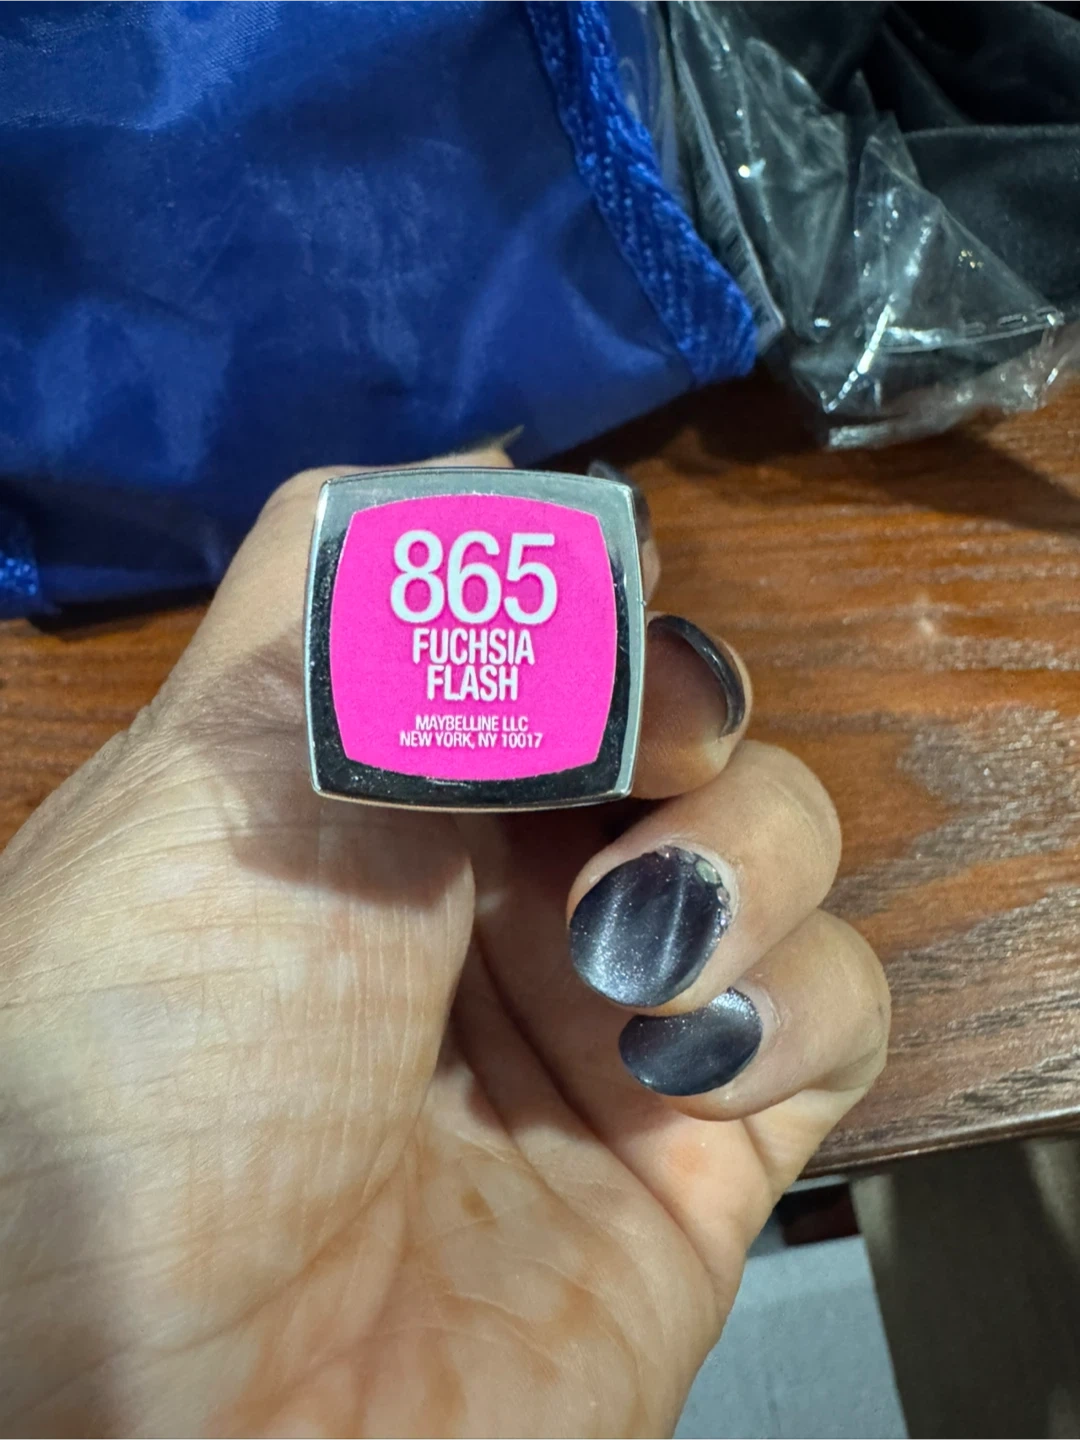 865
FUCHSIA
FLASH
MAYBELLINE LLC
NEW YORK, NY 10017